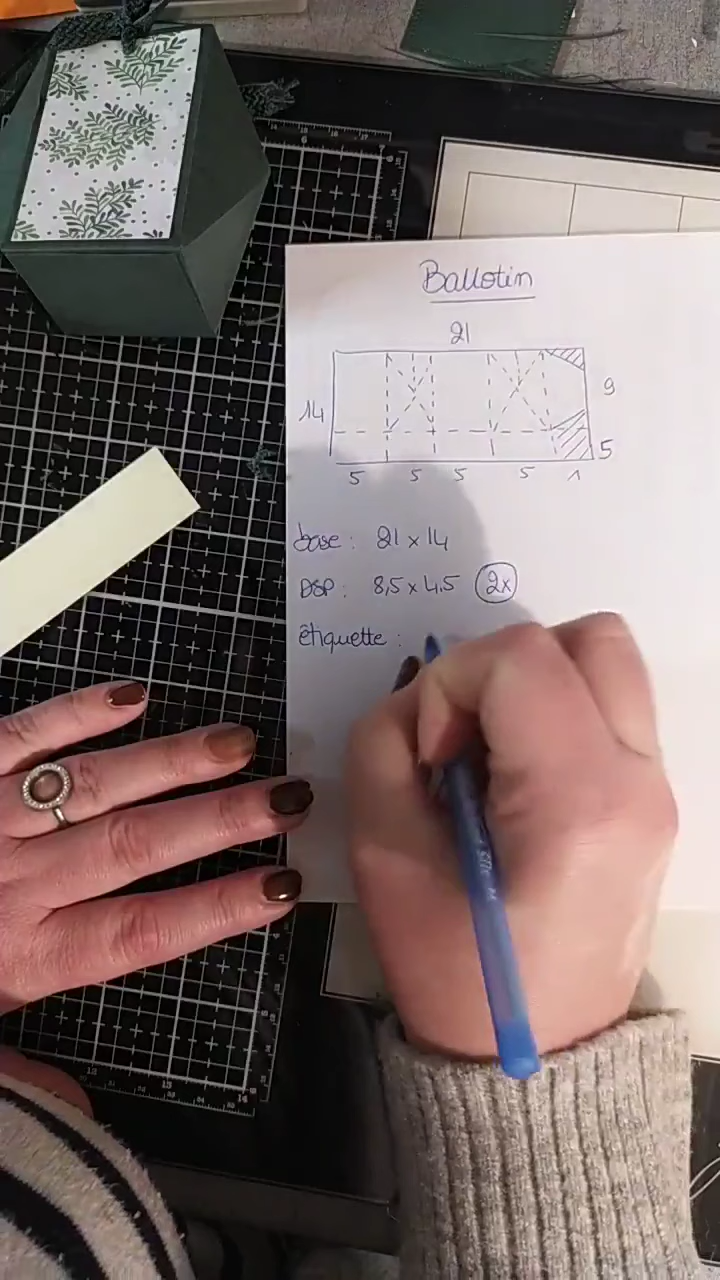 Ballotin
21
14
9
5
5 5 5 5 1
base : 21 x 14
DSP : 8,5 x 4,5 2x
étiquette :